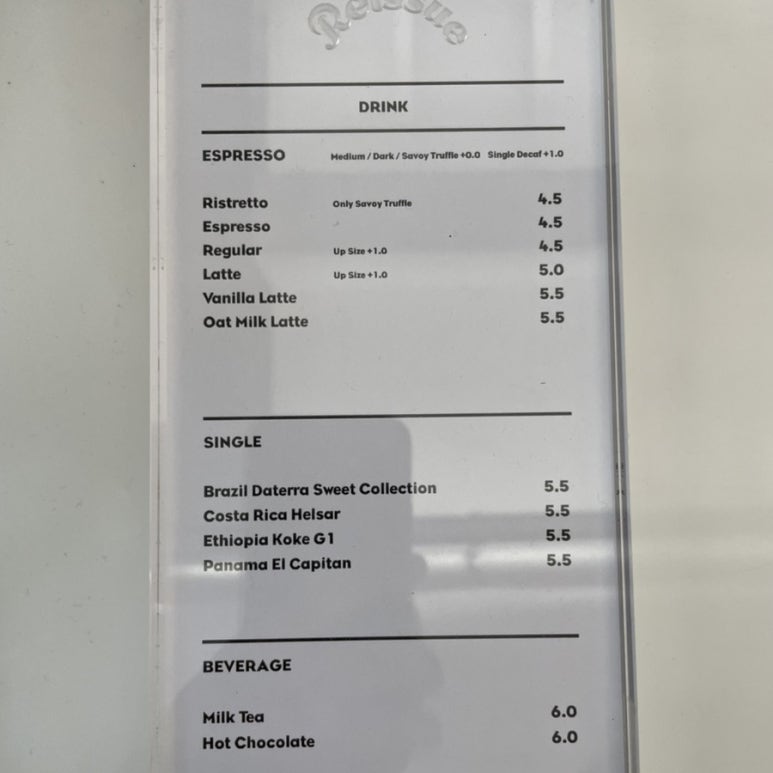 Reissue
DRINK
ESPRESSO Medium / Dark / Savoy Truffle +0.0 Single Decaf +1.0
Ristretto Only Savoy Truffle 4.5
Espresso 4.5
Regular Up Size +1.0 4.5
Latte Up Size +1.0 5.0
Vanilla Latte 5.5
Oat Milk Latte 5.5
SINGLE
Brazil Daterra Sweet Collection 5.5
Costa Rica Helsar 5.5
Ethiopia Koke G1 5.5
Panama El Capitan 5.5
BEVERAGE
Milk Tea 6.0
Hot Chocolate 6.0